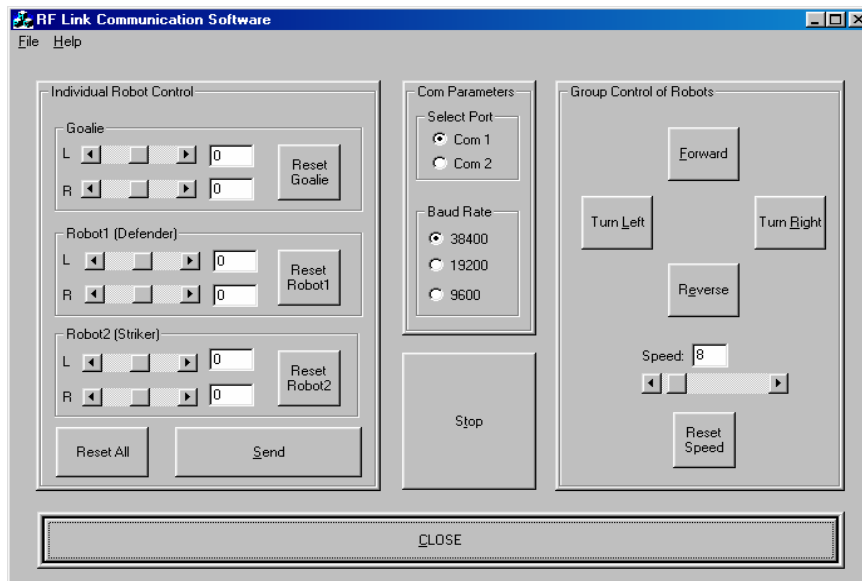 RF Link Communication Software
File Help
Individual Robot Control
Goalie
L 0
R 0
Reset
Goalie
Robot1 (Defender)
L 0
R 0
Reset
Robot1
Robot2 (Striker)
L 0
R 0
Reset
Robot2
Reset All
Send
Com Parameters
Select Port
Com 1
Com 2
Baud Rate
38400
19200
9600
Stop
Group Control of Robots
Forward
Turn Left
Turn Right
Reverse
Speed: 8
Reset
Speed
CLOSE